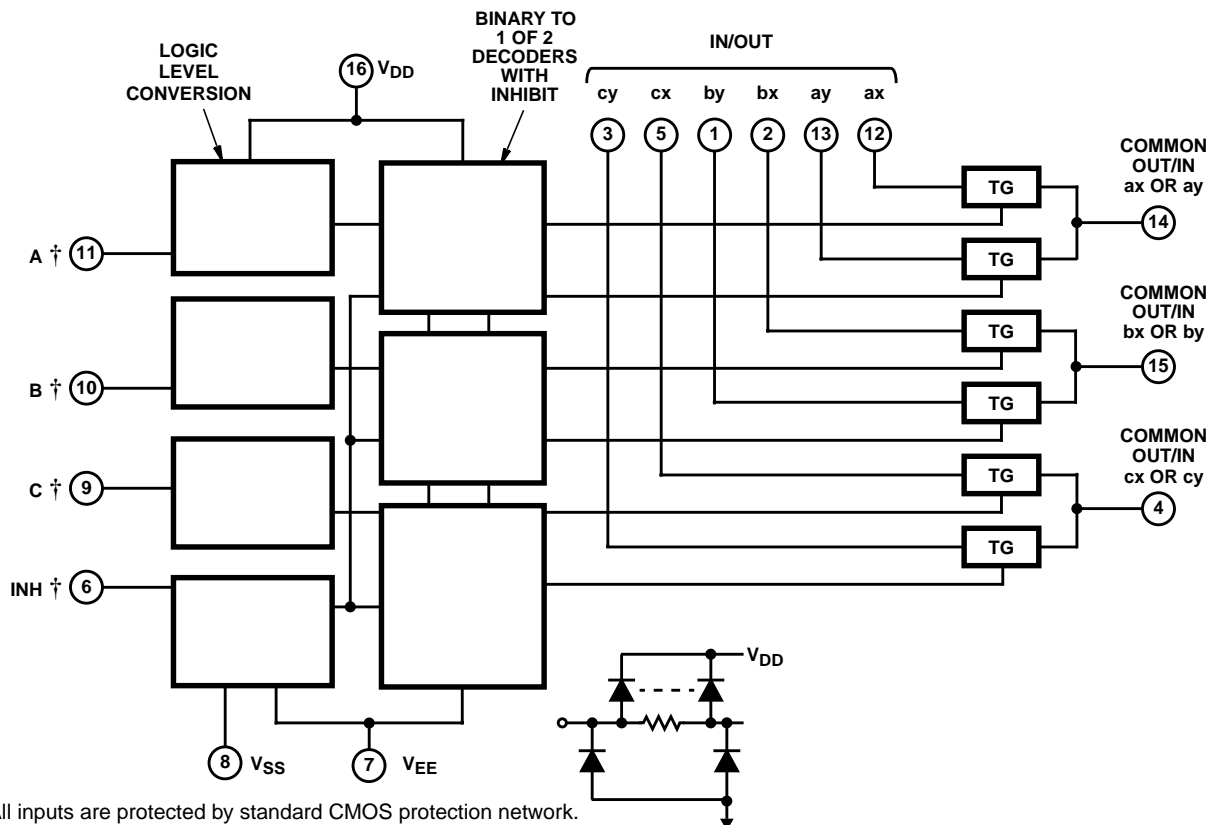 LOGIC
LEVEL
CONVERSION
16 VDD
BINARY TO
1 OF 2
DECODERS
WITH
INHIBIT
IN/OUT
cy cx by bx ay ax
3 5 1 2 13 12
TG
TG
TG
TG
TG
TG
COMMON
OUT/IN
ax OR ay
14
COMMON
OUT/IN
bx OR by
15
COMMON
OUT/IN
cx OR cy
4
A † 11
B † 10
C † 9
INH † 6
8 VSS
7 VEE
VDD
All inputs are protected by standard CMOS protection network.